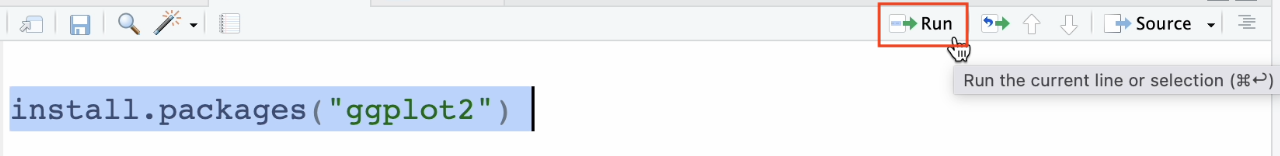 Run
Source
Run the current line or selection (⌘↩)
install.packages("ggplot2")